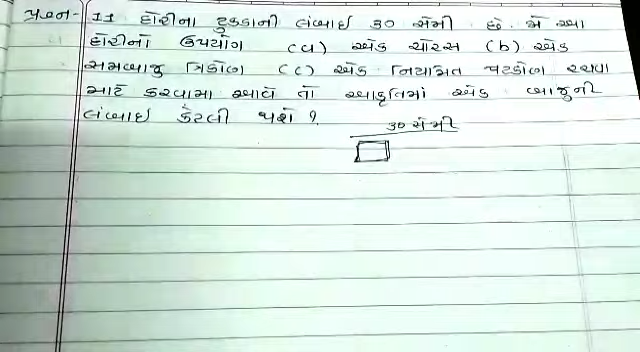 પ્રશ્ન- 11 દોરીના ટુકડાની લંબાઈ 30 સેમી છે. જો આ
દોરીનો ઉપયોગ (a) એક ચોરસ (b) એક
સમબાજુ ત્રિકોણ (c) એક નિયમિત ષટકોણ રચવા
માટે કરવામા આવે તો આકૃતિમાં એક બાજુની
લંબાઈ કેટલી થશે ?
30 સેમી